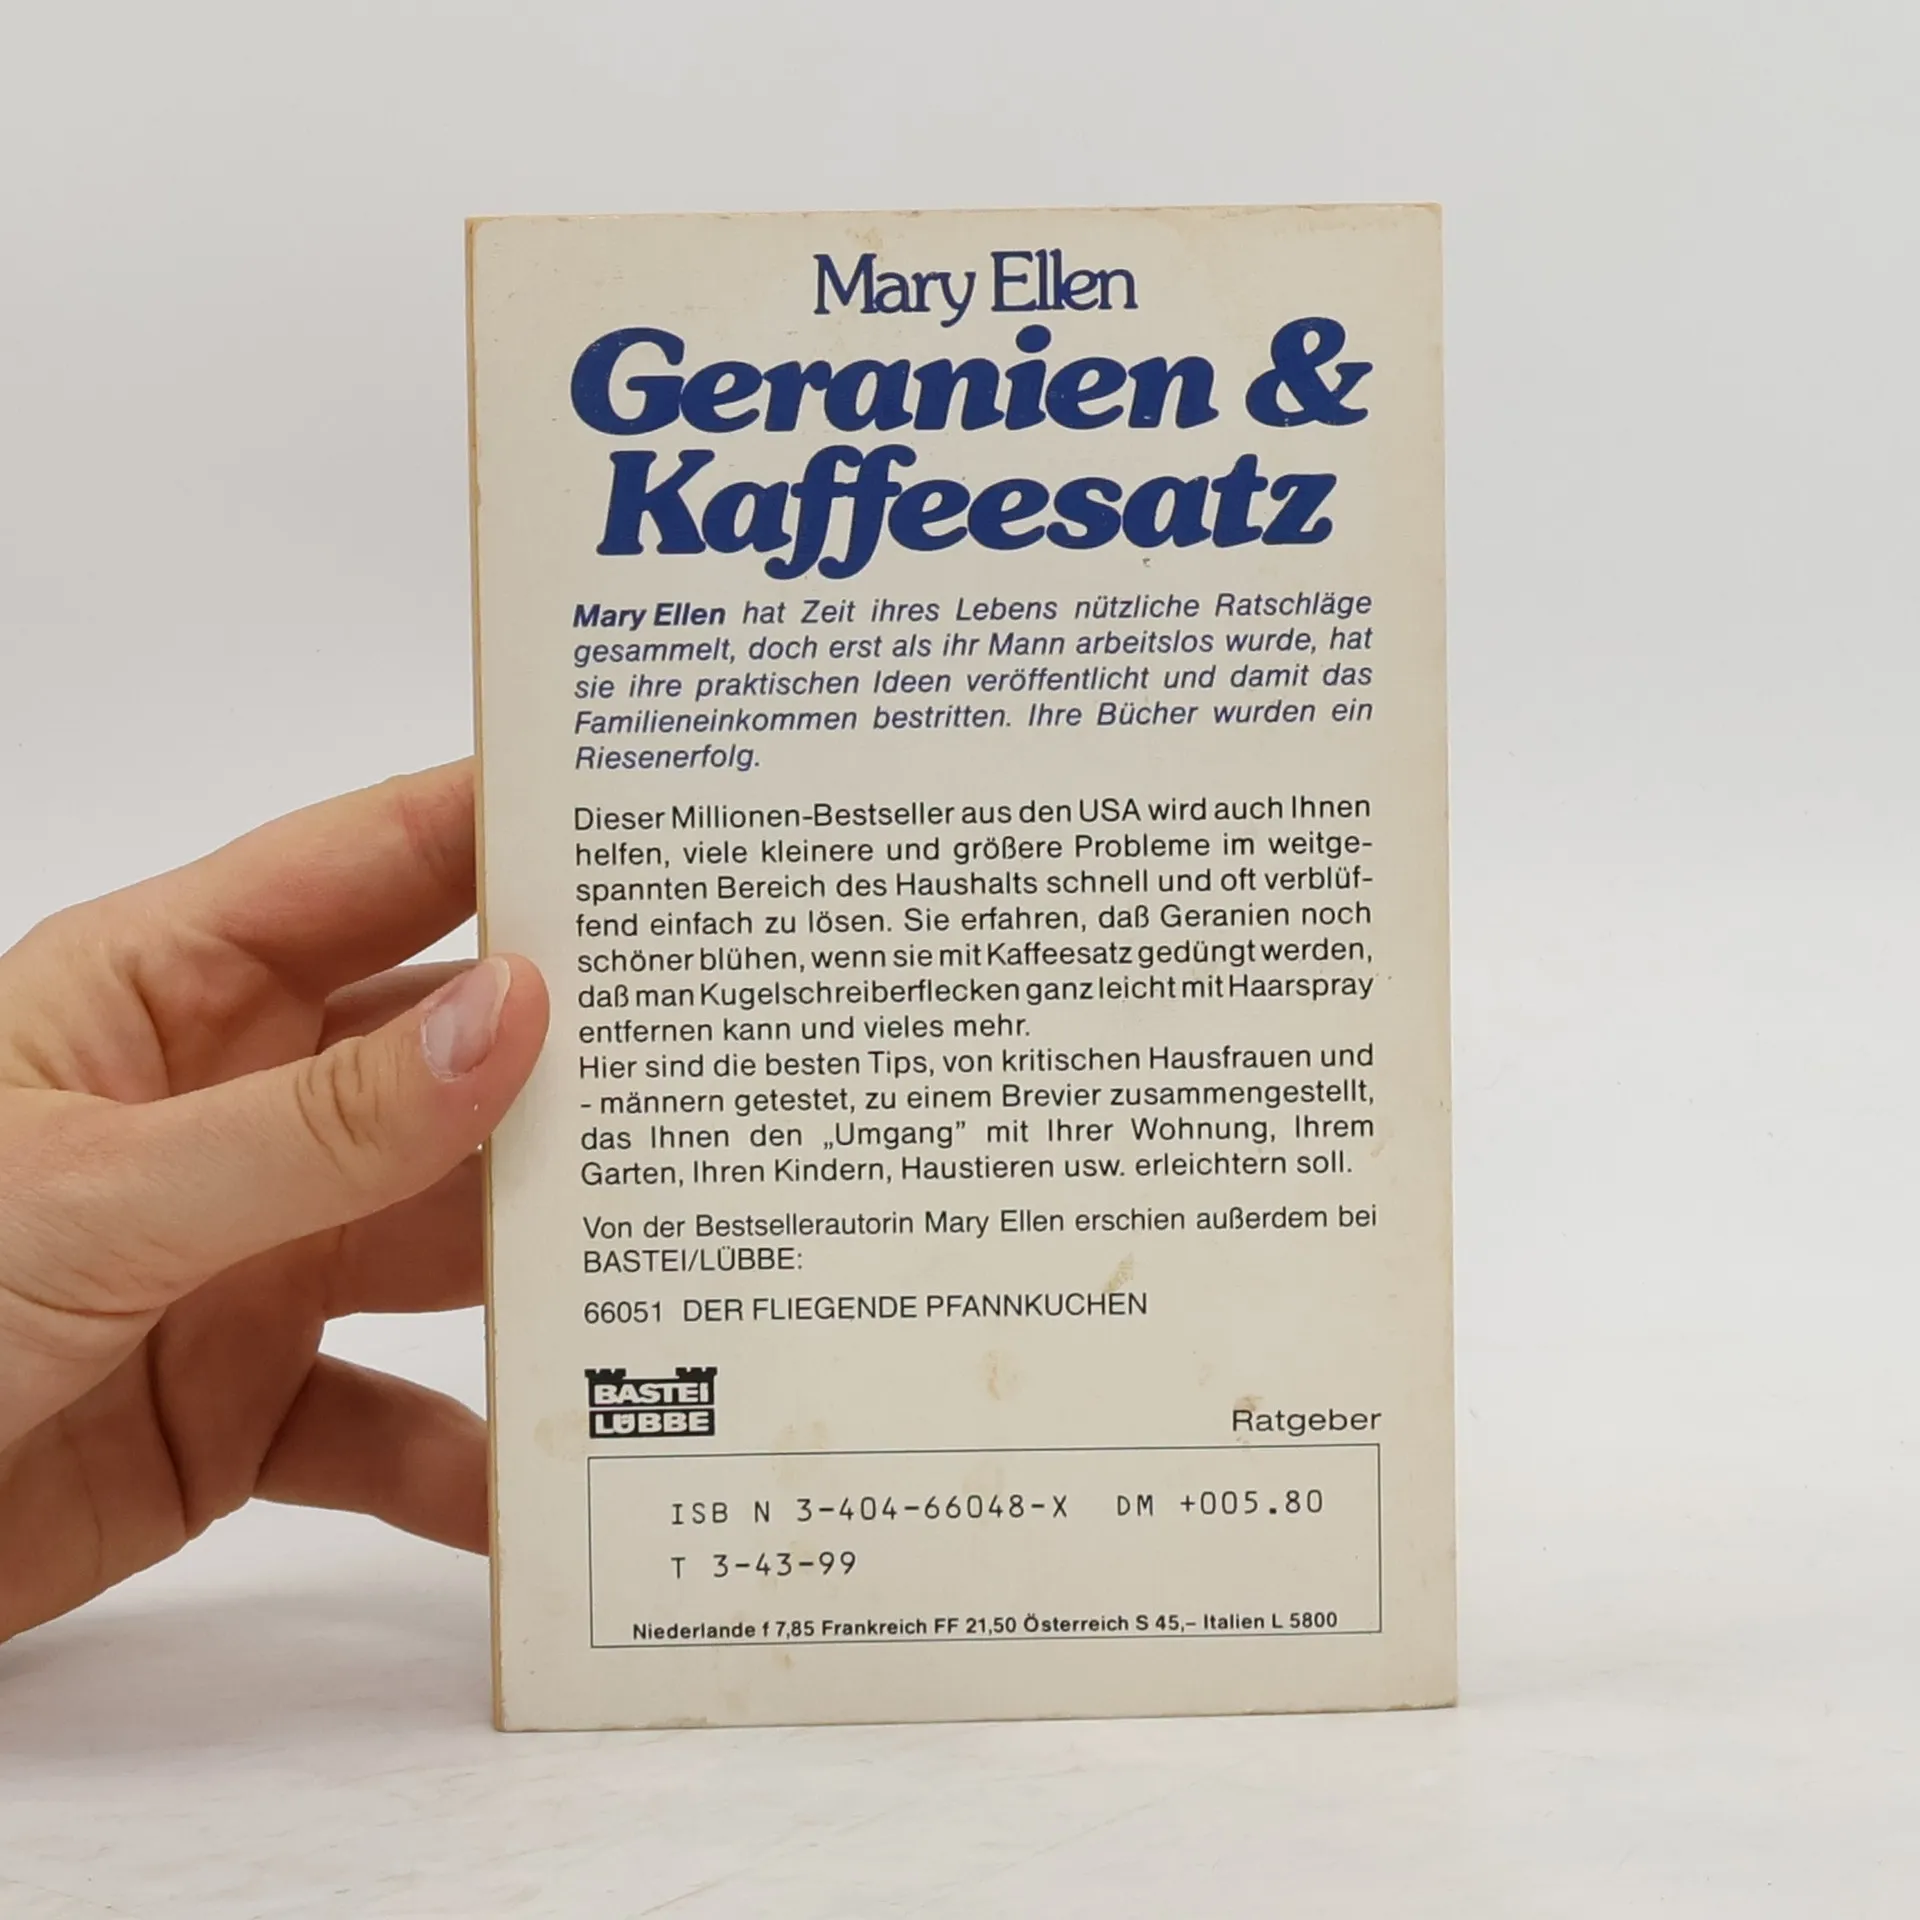 Mary Ellen
Geranien &
Kaffeesatz
Mary Ellen hat Zeit ihres Lebens nützliche Ratschläge
gesammelt, doch erst als ihr Mann arbeitslos wurde, hat
sie ihre praktischen Ideen veröffentlicht und damit das
Familieneinkommen bestritten. Ihre Bücher wurden ein
Riesenerfolg.
Dieser Millionen-Bestseller aus den USA wird auch Ihnen
helfen, viele kleinere und größere Probleme im weitge-
spannten Bereich des Haushalts schnell und oft verblüf-
fend einfach zu lösen. Sie erfahren, daß Geranien noch
schöner blühen, wenn sie mit Kaffeesatz gedüngt werden,
daß man Kugelschreiberflecken ganz leicht mit Haarspray
entfernen kann und vieles mehr.
Hier sind die besten Tips, von kritischen Hausfrauen und
- männern getestet, zu einem Brevier zusammengestellt,
das Ihnen den „Umgang” mit Ihrer Wohnung, Ihrem
Garten, Ihren Kindern, Haustieren usw. erleichtern soll.
Von der Bestsellerautorin Mary Ellen erschien außerdem bei
BASTEI/LÜBBE:
66051 DER FLIEGENDE PFANNKUCHEN
BASTEI
LÜBBE
Ratgeber
ISB N 3-404-66048-X DM +005.80
T 3-43-99
Niederlande f 7,85 Frankreich FF 21,50 Österreich S 45,– Italien L 5800